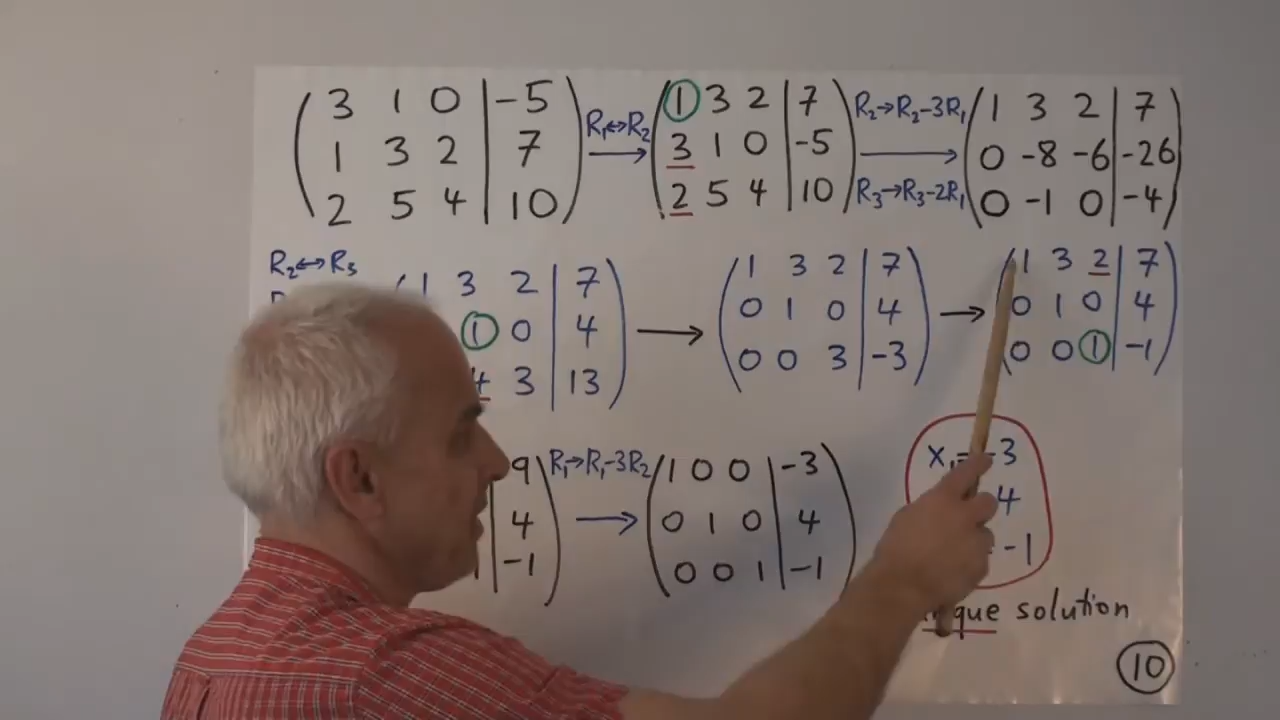 3 1 0 | -5
1 3 2 | 7
2 5 4 | 10
R₁↔R₂
1 3 2 | 7
3 1 0 | -5
2 5 4 | 10
R₂→R₂-3R₁
R₃→R₃-2R₁
1 3 2 | 7
0 -8 -6 | -26
0 -1 0 | -4
R₂↔R₃
1 3 2 | 7
1 0 | 4
4 3 | 13
1 3 2 | 7
0 1 0 | 4
0 0 3 | -3
1 3 2 | 7
0 1 0 | 4
0 0 1 | -1
9
4
-1
R₁→R₁-3R₂
1 0 0 | -3
0 1 0 | 4
0 0 1 | -1
x₁=-3
4
-1
solution
10